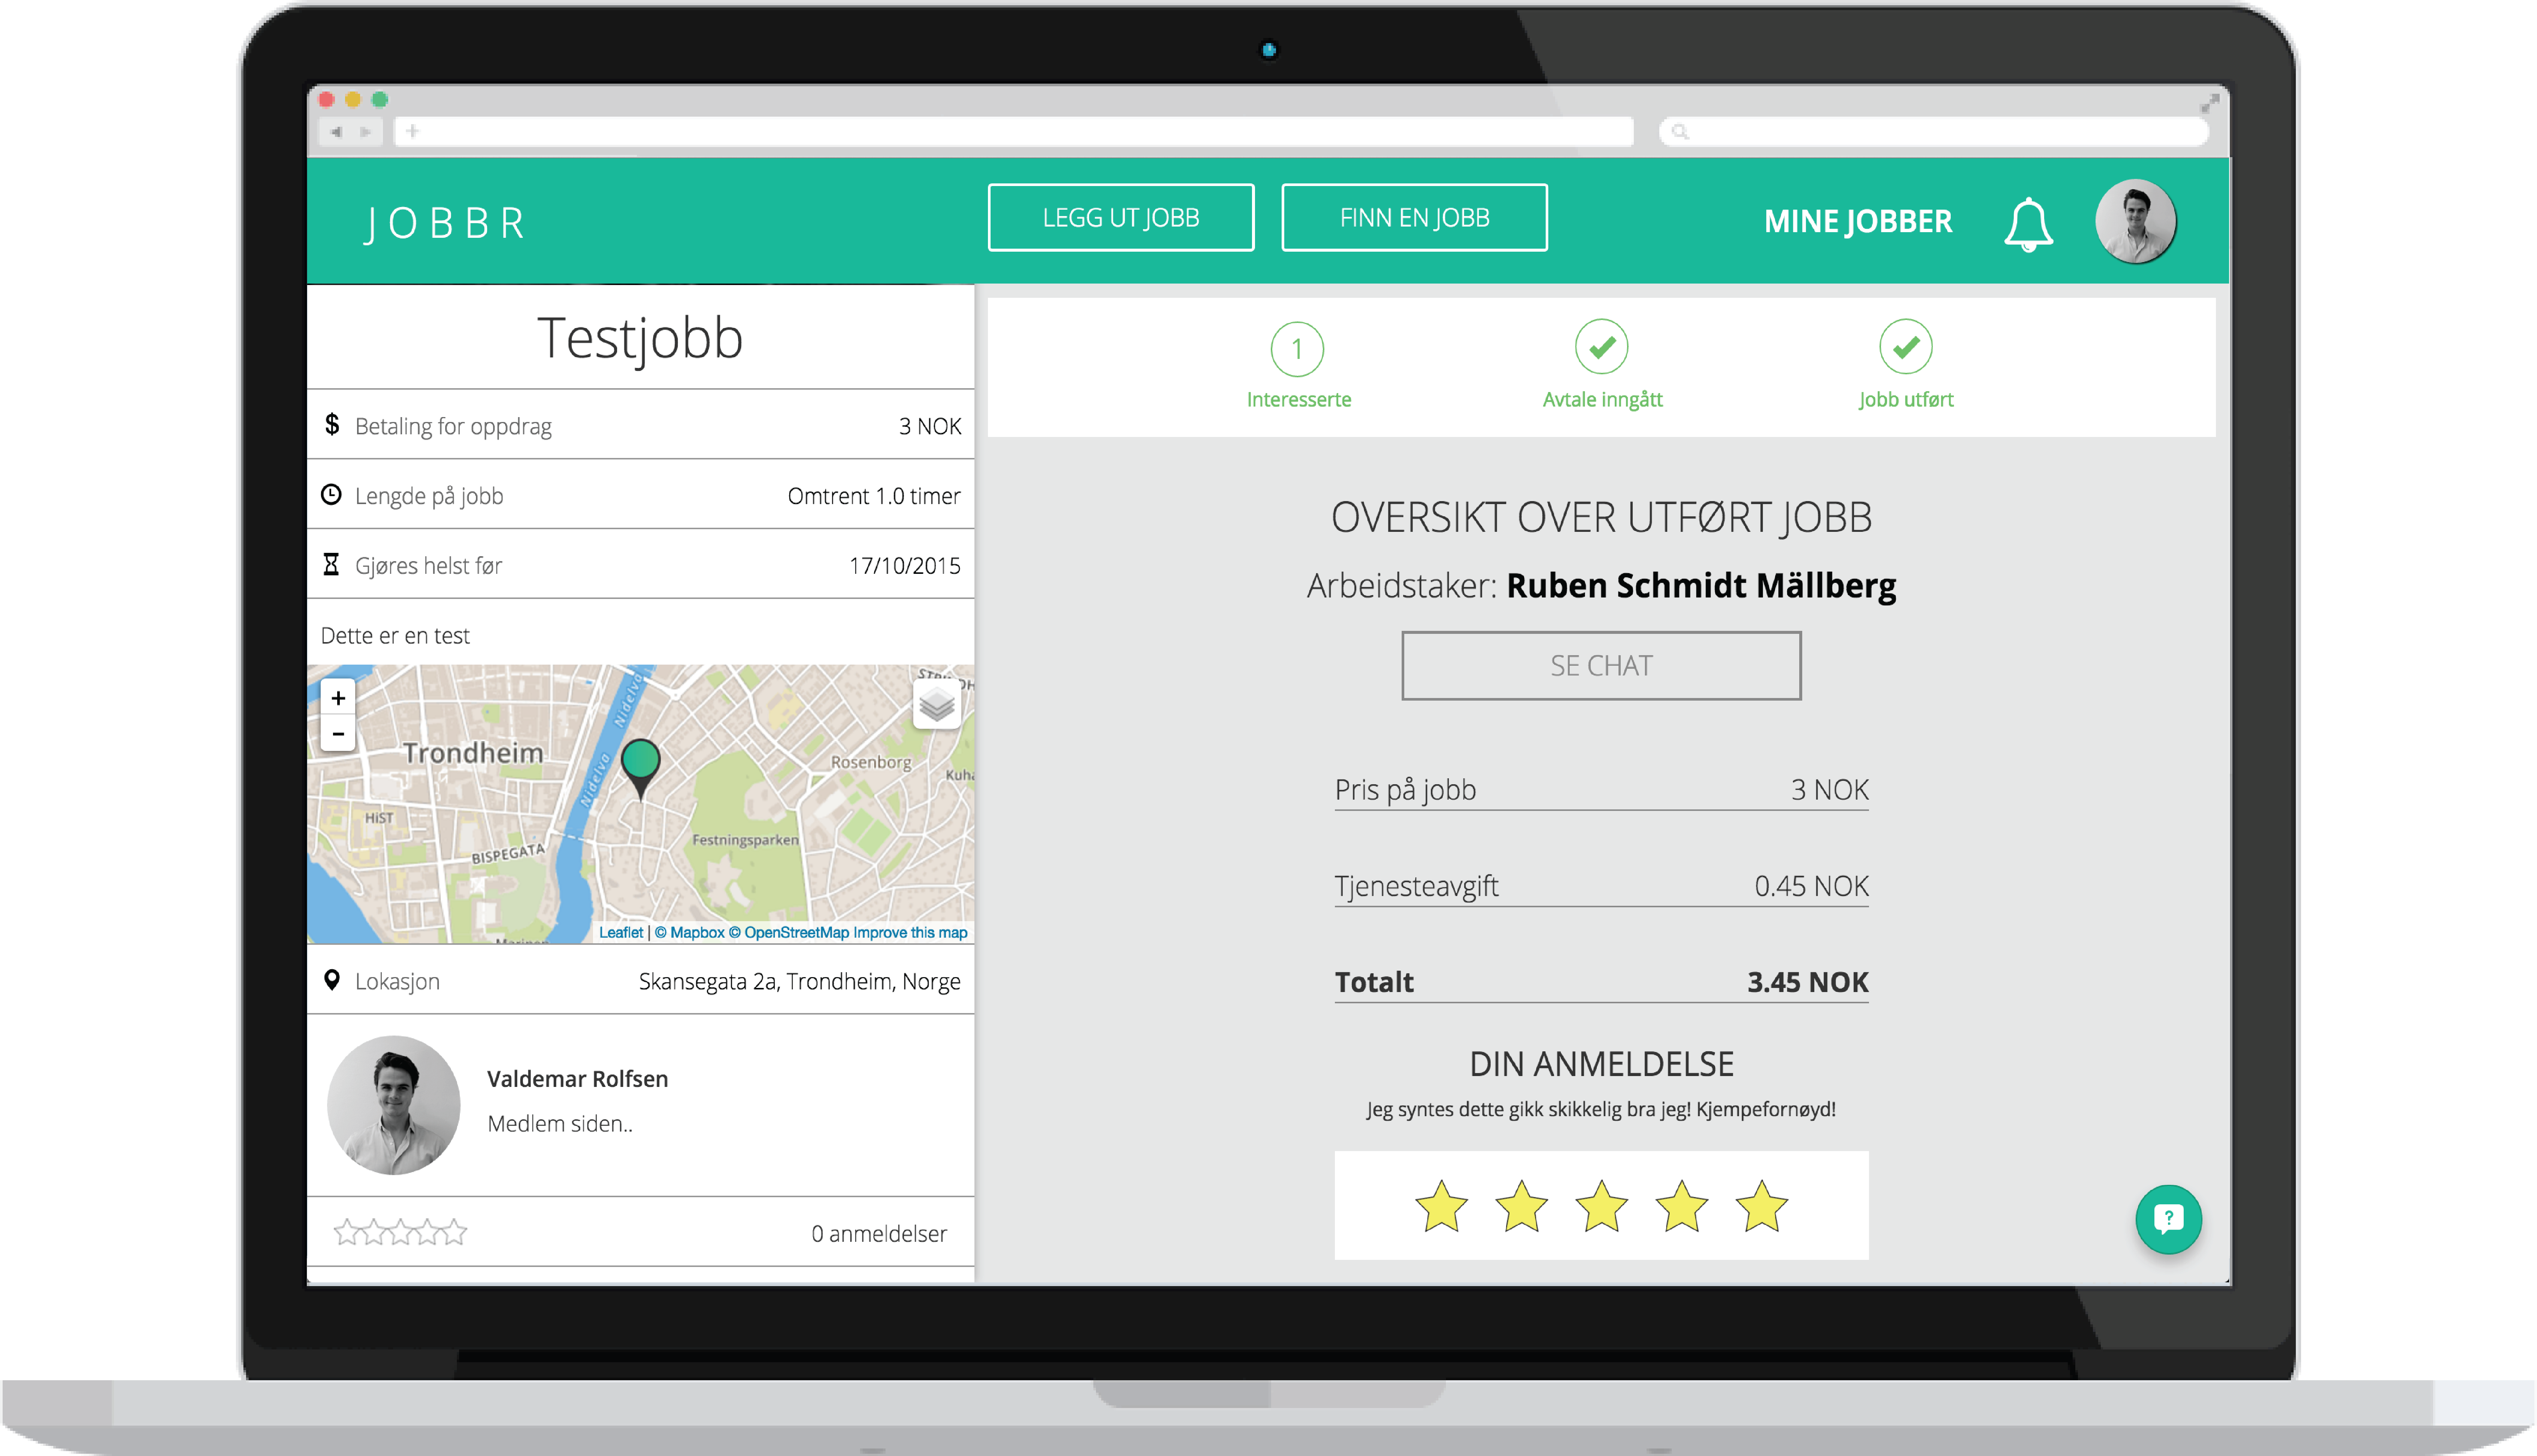 JOBBR
LEGG UT JOBB
FINN EN JOBB
MINE JOBBER
Testjobb
$ Betaling for oppdrag 3 NOK
Lengde på jobb Omtrent 1.0 timer
Gjøres helst før 17/10/2015
Dette er en test
+
-
Trondheim
Nidelva
Nidelva
Rosenborg
HiST
BISPEGATA
Festningsparken
Leaflet | © Mapbox © OpenStreetMap Improve this map
Lokasjon Skansegata 2a, Trondheim, Norge
Valdemar Rolfsen
Medlem siden..
0 anmeldelser
1
Interesserte
Avtale inngått
Jobb utført
OVERSIKT OVER UTFØRT JOBB
Arbeidstaker: Ruben Schmidt Mällberg
SE CHAT
Pris på jobb 3 NOK
Tjenesteavgift 0.45 NOK
Totalt 3.45 NOK
DIN ANMELDELSE
Jeg syntes dette gikk skikkelig bra jeg! Kjempefornøyd!
?